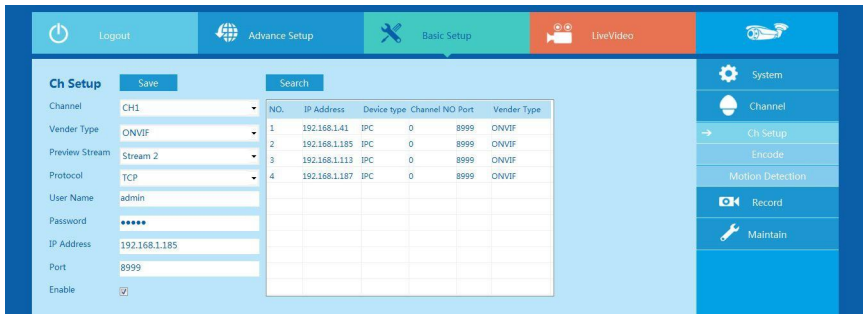 Logout
Advance Setup
Basic Setup
LiveVideo
Ch Setup
Save
Search
Channel
CH1
Vender Type
ONVIF
Preview Stream
Stream 2
Protocol
TCP
User Name
admin
Password
•••••
IP Address
192.168.1.185
Port
8999
Enable
NO. IP Address Device type Channel NO Port Vender Type
1 192.168.1.41 IPC 0 8999 ONVIF
2 192.168.1.185 IPC 0 8999 ONVIF
3 192.168.1.113 IPC 0 8999 ONVIF
4 192.168.1.187 IPC 0 8999 ONVIF
System
Channel
Ch Setup
Encode
Motion Detection
Record
Maintain